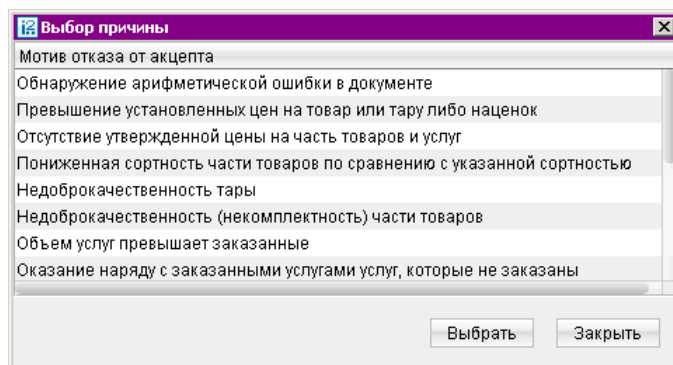 Выбор причины
Мотив отказа от акцепта
Обнаружение арифметической ошибки в документе
Превышение установленных цен на товар или тару либо наценок
Отсутствие утвержденной цены на часть товаров и услуг
Пониженная сортность части товаров по сравнению с указанной сортностью
Недоброкачественность тары
Недоброкачественность (некомплектность) части товаров
Объем услуг превышает заказанные
Оказание наряду с заказанными услугами услуг, которые не заказаны
Выбрать Закрыть